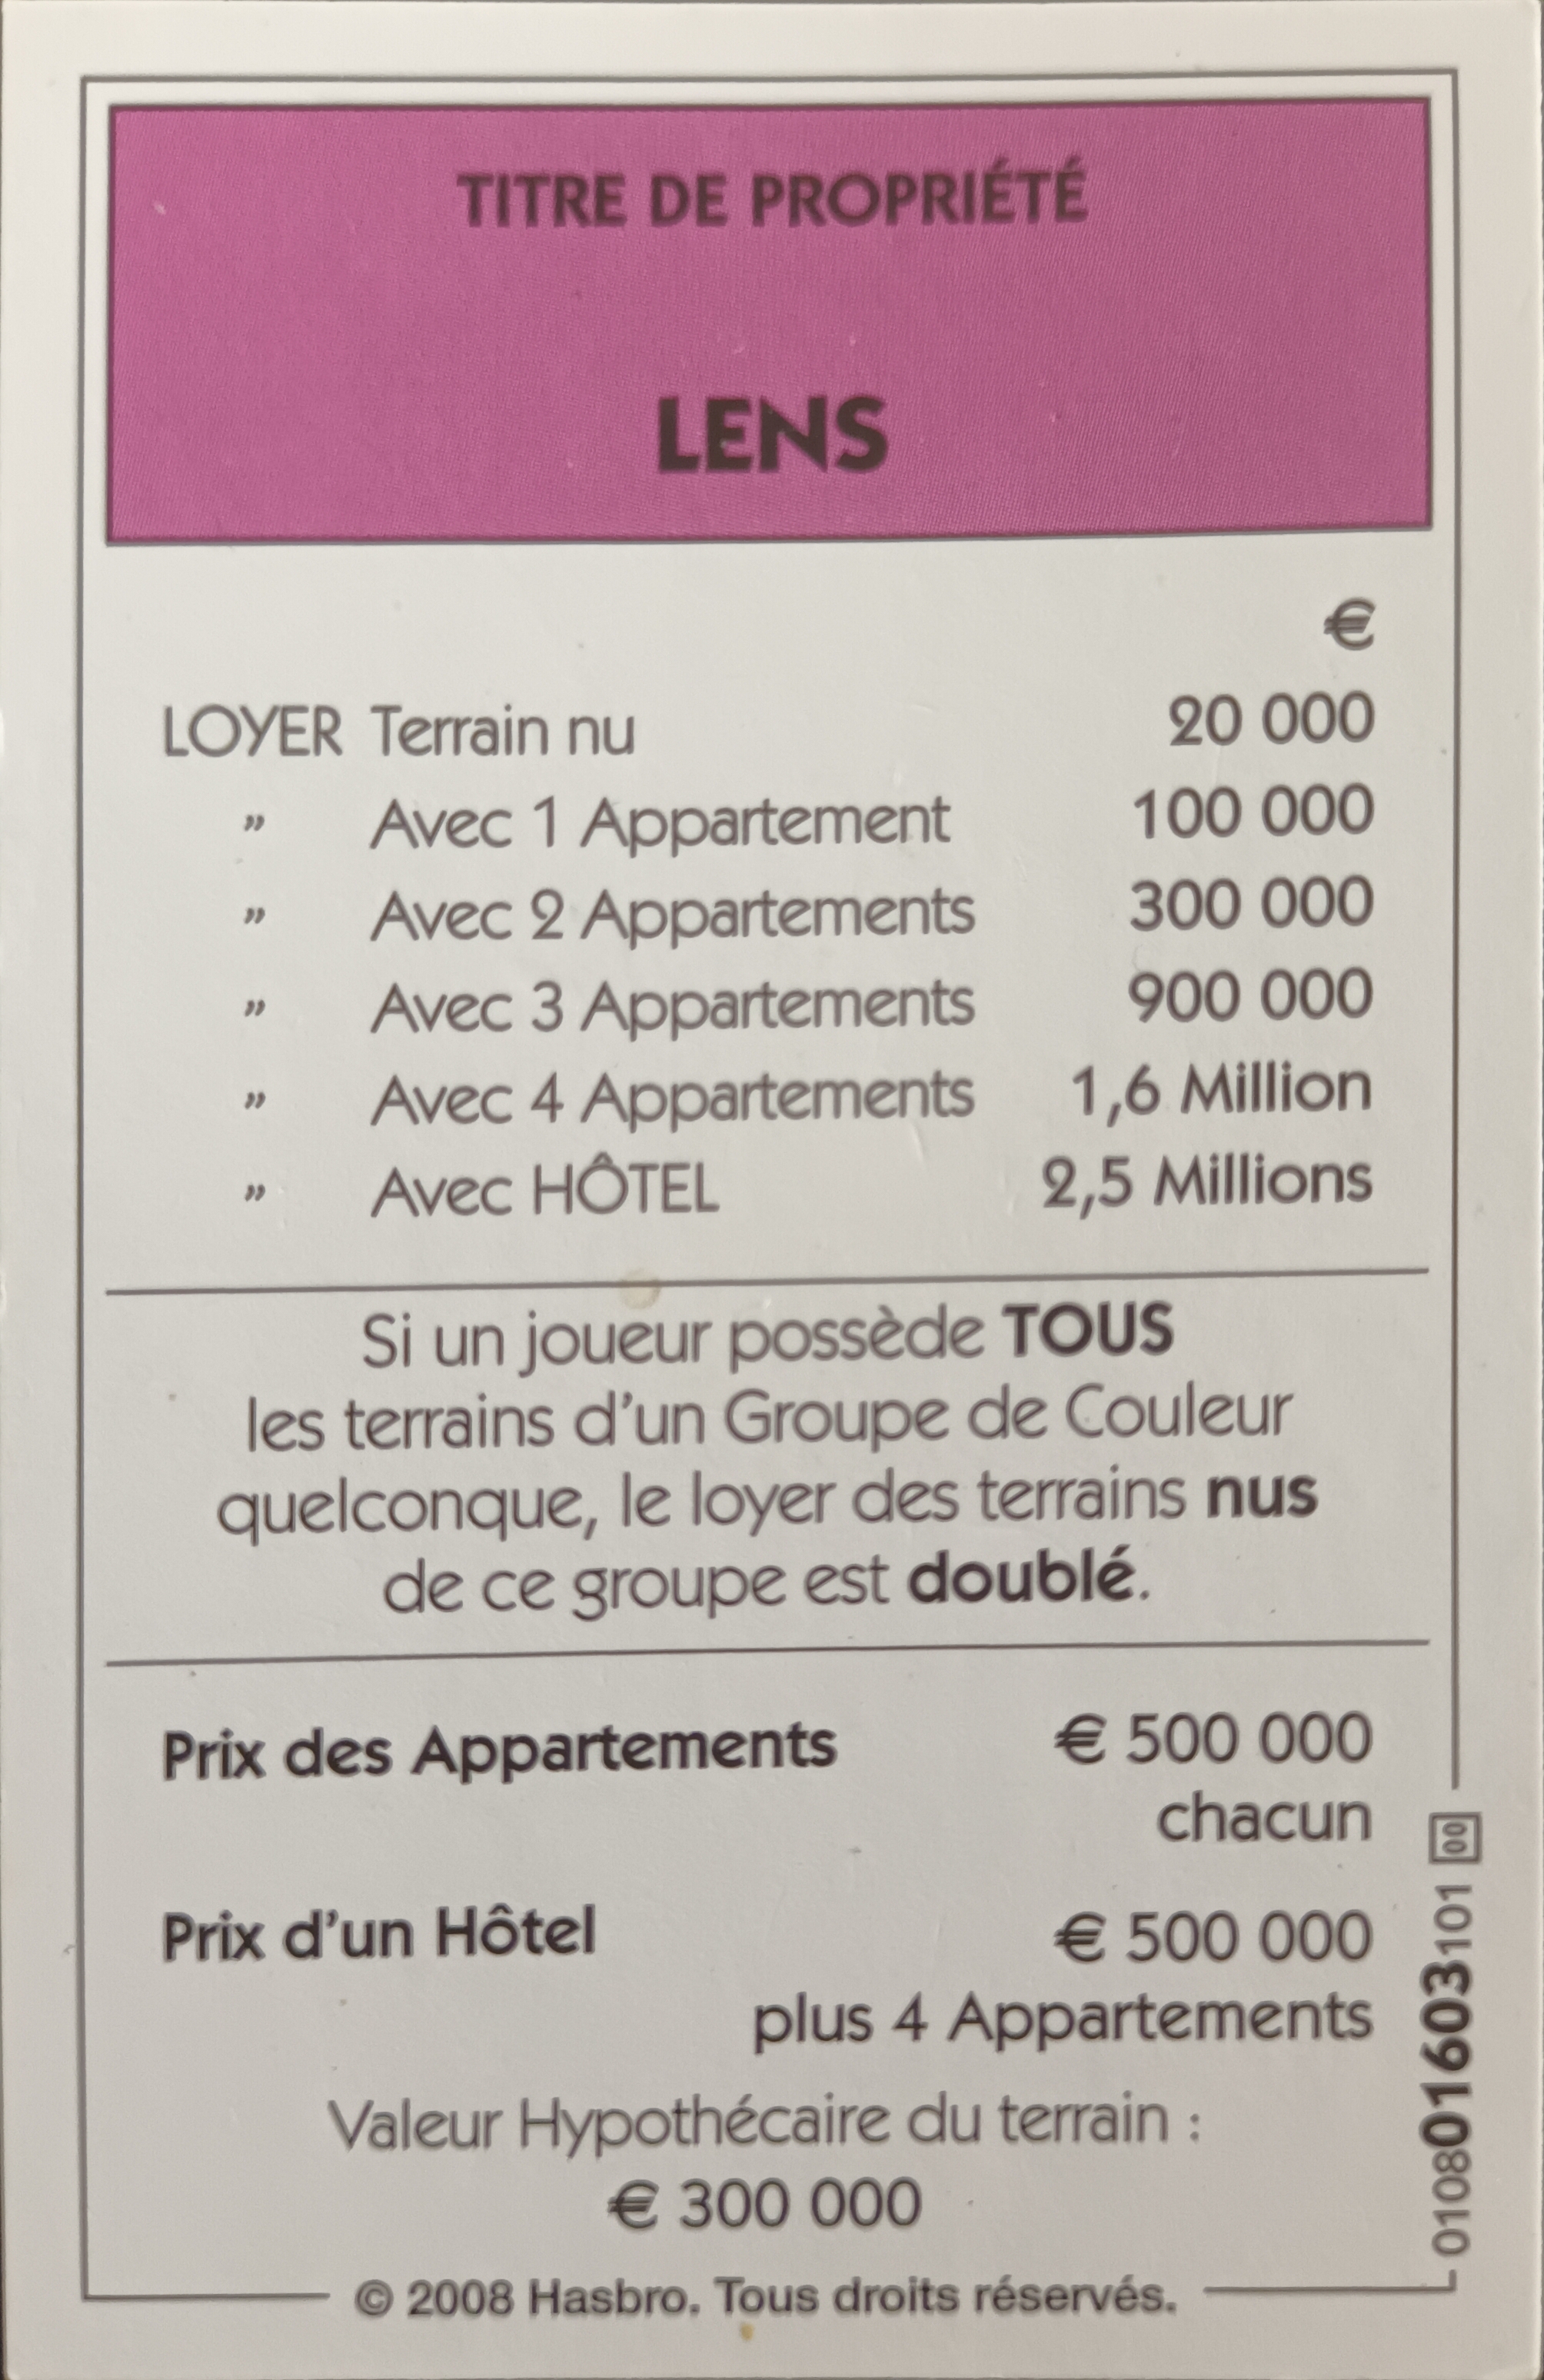 TITRE DE PROPRIÉTÉ
LENS
€
LOYER Terrain nu 20 000
” Avec 1 Appartement 100 000
” Avec 2 Appartements 300 000
” Avec 3 Appartements 900 000
” Avec 4 Appartements 1,6 Million
” Avec HÔTEL 2,5 Millions
Si un joueur possède TOUS
les terrains d’un Groupe de Couleur
quelconque, le loyer des terrains nus
de ce groupe est doublé.
Prix des Appartements € 500 000
chacun
Prix d’un Hôtel € 500 000
plus 4 Appartements
Valeur Hypothécaire du terrain :
€ 300 000
© 2008 Hasbro. Tous droits réservés.
010801603101 00